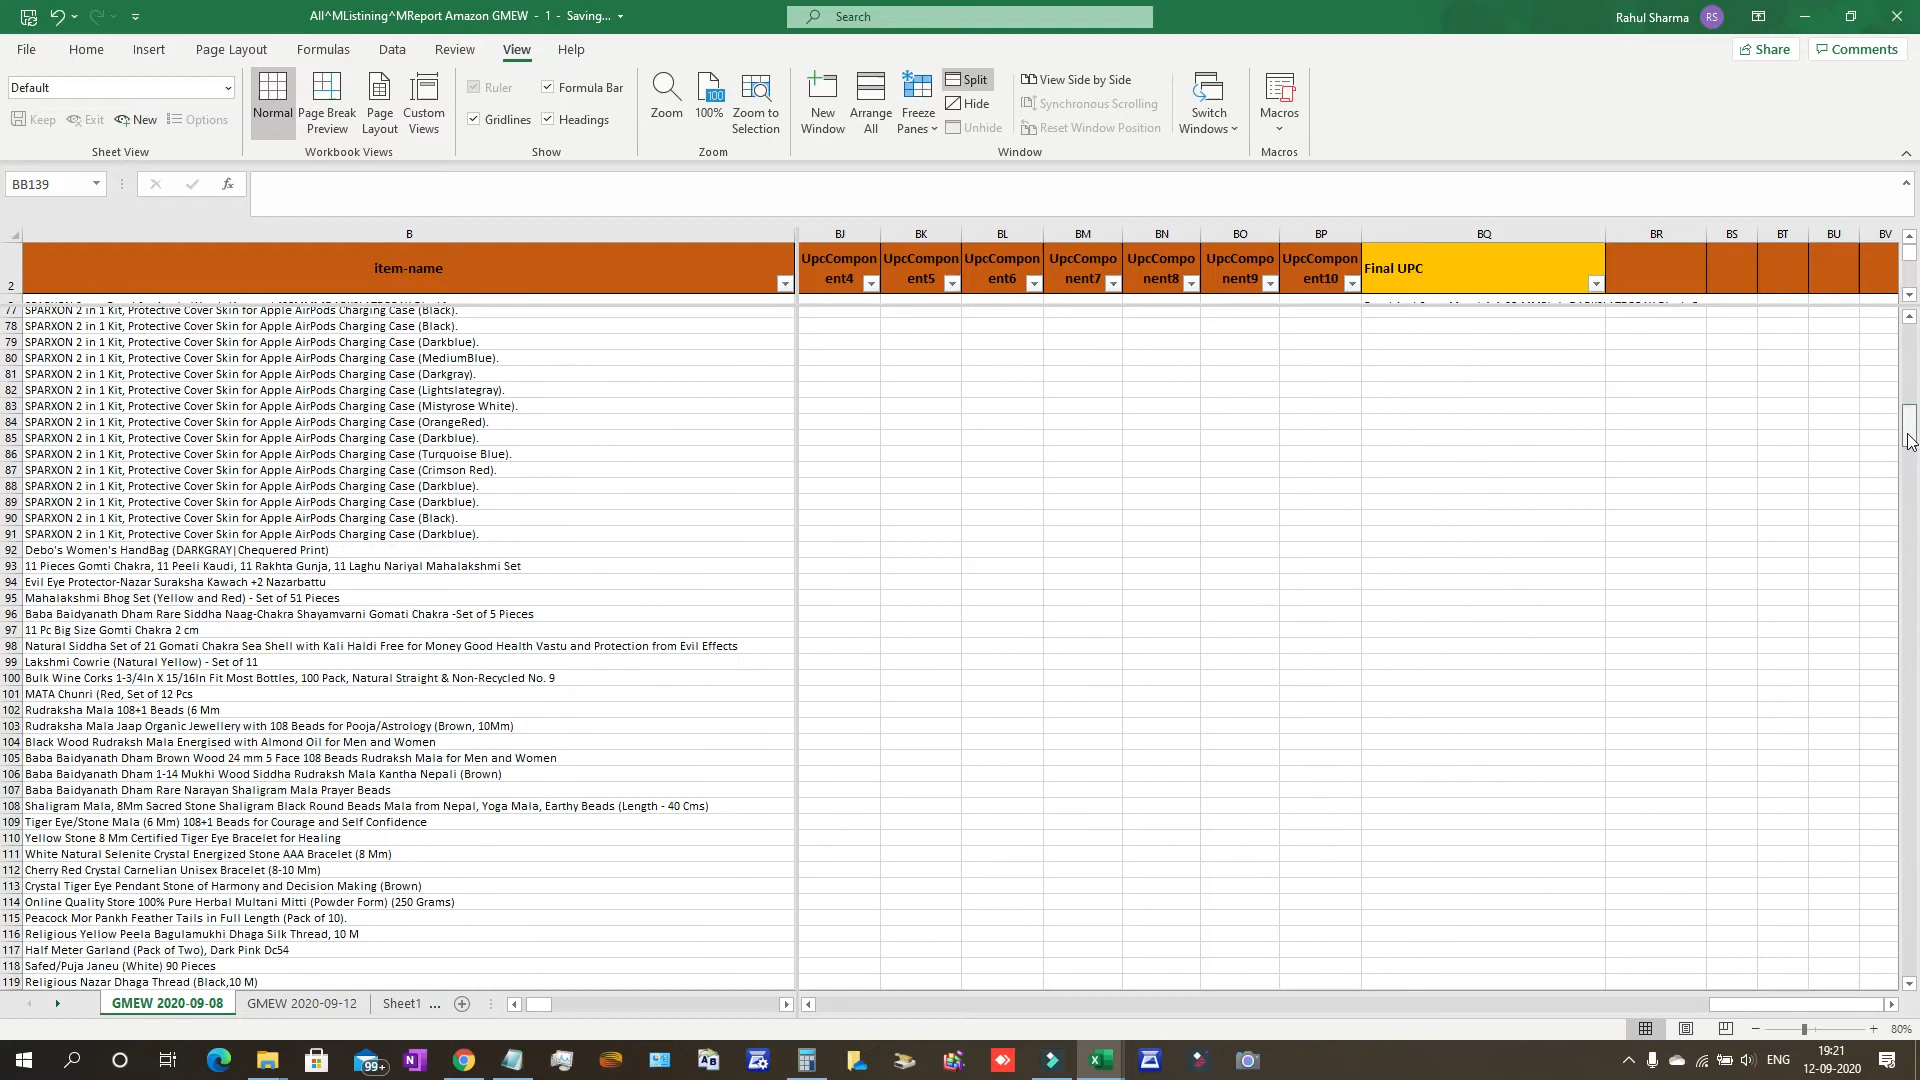 All^MListining^MReport Amazon GMEW - 1 - Saving...
Search
Rahul Sharma RS
File Home Insert Page Layout Formulas Data Review View Help
Share Comments
Default
Keep Exit New Options
Sheet View
Normal
Page Break Preview
Page Layout
Custom Views
Workbook Views
Ruler Formula Bar
Gridlines Headings
Show
Zoom
100
100%
Zoom to Selection
Zoom
New Window
Arrange All
Freeze Panes
Split
Hide
Unhide
View Side by Side
Synchronous Scrolling
Reset Window Position
Window
Switch Windows
Macros
Macros
BB139
fx
B BJ BK BL BM BN BO BP BQ BR BS BT BU BV
2 item-name UpcComponent4 UpcComponent5 UpcComponent6 UpcComponent7 UpcComponent8 UpcComponent9 UpcComponent10 Final UPC
77 SPARXON 2 in 1 Kit, Protective Cover Skin for Apple AirPods Charging Case (Black).
78 SPARXON 2 in 1 Kit, Protective Cover Skin for Apple AirPods Charging Case (Black).
79 SPARXON 2 in 1 Kit, Protective Cover Skin for Apple AirPods Charging Case (Darkblue).
80 SPARXON 2 in 1 Kit, Protective Cover Skin for Apple AirPods Charging Case (MediumBlue).
81 SPARXON 2 in 1 Kit, Protective Cover Skin for Apple AirPods Charging Case (Darkgray).
82 SPARXON 2 in 1 Kit, Protective Cover Skin for Apple AirPods Charging Case (Lightslategray).
83 SPARXON 2 in 1 Kit, Protective Cover Skin for Apple AirPods Charging Case (Mistyrose White).
84 SPARXON 2 in 1 Kit, Protective Cover Skin for Apple AirPods Charging Case (OrangeRed).
85 SPARXON 2 in 1 Kit, Protective Cover Skin for Apple AirPods Charging Case (Darkblue).
86 SPARXON 2 in 1 Kit, Protective Cover Skin for Apple AirPods Charging Case (Turquoise Blue).
87 SPARXON 2 in 1 Kit, Protective Cover Skin for Apple AirPods Charging Case (Crimson Red).
88 SPARXON 2 in 1 Kit, Protective Cover Skin for Apple AirPods Charging Case (Darkblue).
89 SPARXON 2 in 1 Kit, Protective Cover Skin for Apple AirPods Charging Case (Darkblue).
90 SPARXON 2 in 1 Kit, Protective Cover Skin for Apple AirPods Charging Case (Black).
91 SPARXON 2 in 1 Kit, Protective Cover Skin for Apple AirPods Charging Case (Darkblue).
92 Debo's Women's HandBag (DARKGRAY|Chequered Print)
93 11 Pieces Gomti Chakra, 11 Peeli Kaudi, 11 Rakhta Gunja, 11 Laghu Nariyal Mahalakshmi Set
94 Evil Eye Protector-Nazar Suraksha Kawach +2 Nazarbattu
95 Mahalakshmi Bhog Set (Yellow and Red) - Set of 51 Pieces
96 Baba Baidyanath Dham Rare Siddha Naag-Chakra Shayamvarni Gomati Chakra -Set of 5 Pieces
97 11 Pc Big Size Gomti Chakra 2 cm
98 Natural Siddha Set of 21 Gomati Chakra Sea Shell with Kali Haldi Free for Money Good Health Vastu and Protection from Evil Effects
99 Lakshmi Cowrie (Natural Yellow) - Set of 11
100 Bulk Wine Corks 1-3/4In X 15/16In Fit Most Bottles, 100 Pack, Natural Straight & Non-Recycled No. 9
101 MATA Chunri (Red, Set of 12 Pcs
102 Rudraksha Mala 108+1 Beads (6 Mm
103 Rudraksha Mala Jaap Organic Jewellery with 108 Beads for Pooja/Astrology (Brown, 10Mm)
104 Black Wood Rudraksh Mala Energised with Almond Oil for Men and Women
105 Baba Baidyanath Dham Brown Wood 24 mm 5 Face 108 Beads Rudraksh Mala for Men and Women
106 Baba Baidyanath Dham 1-14 Mukhi Wood Siddha Rudraksh Mala Kantha Nepali (Brown)
107 Baba Baidyanath Dham Rare Narayan Shaligram Mala Prayer Beads
108 Shaligram Mala, 8Mm Sacred Stone Shaligram Black Round Beads Mala from Nepal, Yoga Mala, Earthy Beads (Length - 40 Cms)
109 Tiger Eye/Stone Mala (6 Mm) 108+1 Beads for Courage and Self Confidence
110 Yellow Stone 8 Mm Certified Tiger Eye Bracelet for Healing
111 White Natural Selenite Crystal Energized Stone AAA Bracelet (8 Mm)
112 Cherry Red Crystal Carnelian Unisex Bracelet (8-10 Mm)
113 Crystal Tiger Eye Pendant Stone of Harmony and Decision Making (Brown)
114 Online Quality Store 100% Pure Herbal Multani Mitti (Powder Form) (250 Grams)
115 Peacock Mor Pankh Feather Tails in Full Length (Pack of 10).
116 Religious Yellow Peela Bagulamukhi Dhaga Silk Thread, 10 M
117 Half Meter Garland (Pack of Two), Dark Pink Dc54
118 Safed/Puja Janeu (White) 90 Pieces
119 Religious Nazar Dhaga Thread (Black,10 M)
GMEW 2020-09-08 GMEW 2020-09-12 Sheet1 ...
80%
99+
ENG
19:21
12-09-2020